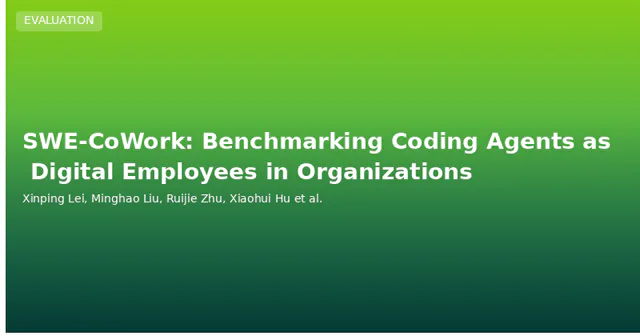 EVALUATION
SWE-CoWork: Benchmarking Coding Agents as
Digital Employees in Organizations
Xinping Lei, Minghao Liu, Ruijie Zhu, Xiaohui Hu et al.